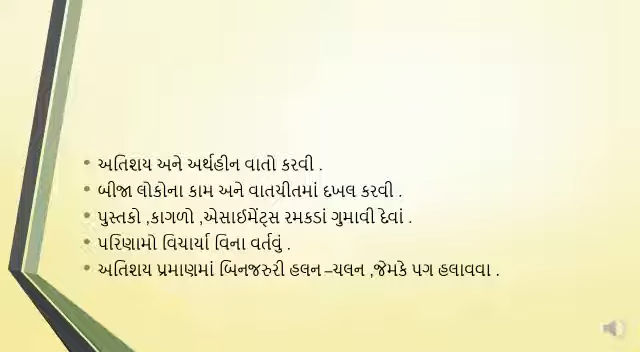 • અતિશય અને અર્થહીન વાતો કરવી .
• બીજા લોકોના કામ અને વાતચીતમાં દખલ કરવી .
• પુસ્તકો ,કાગળો ,એસાઈમેંટ્સ રમકડાં ગુમાવી દેવાં .
• પરિણામો વિચાર્યા વિના વર્તવું .
• અતિશય પ્રમાણમાં બિનજરુરી હલન –ચલન ,જેમકે પગ હલાવવા .